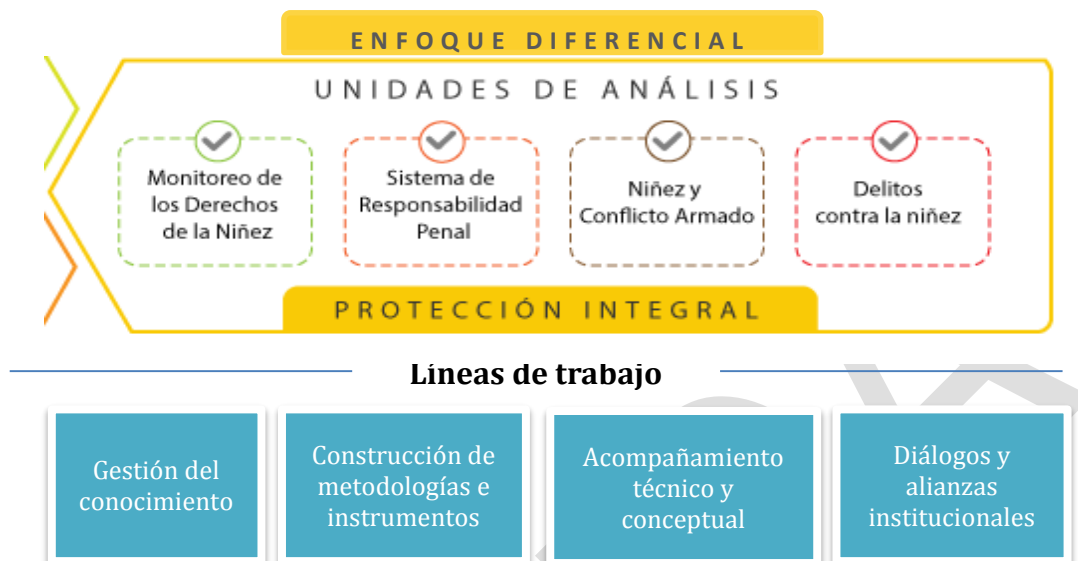 ENFOQUE DIFERENCIAL
UNIDADES DE ANÁLISIS
Monitoreo de
los Derechos
de la Niñez
Sistema de
Responsabilidad
Penal
Niñez y
Conflicto Armado
Delitos
contra la niñez
PROTECCIÓN INTEGRAL
Líneas de trabajo
Gestión del
conocimiento
Construcción de
metodologías e
instrumentos
Acompañamiento
técnico y
conceptual
Diálogos y
alianzas
institucionales